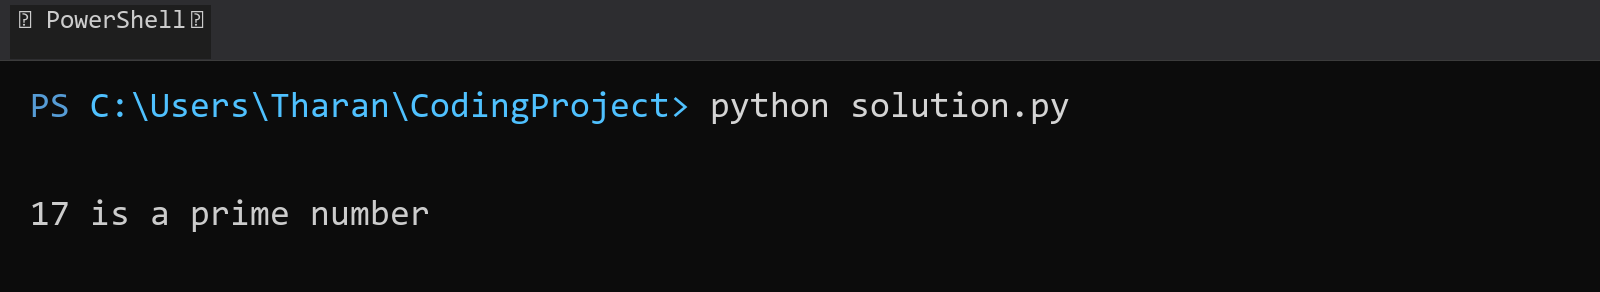 PowerShell
PS C:\Users\Tharan\CodingProject> python solution.py
17 is a prime number